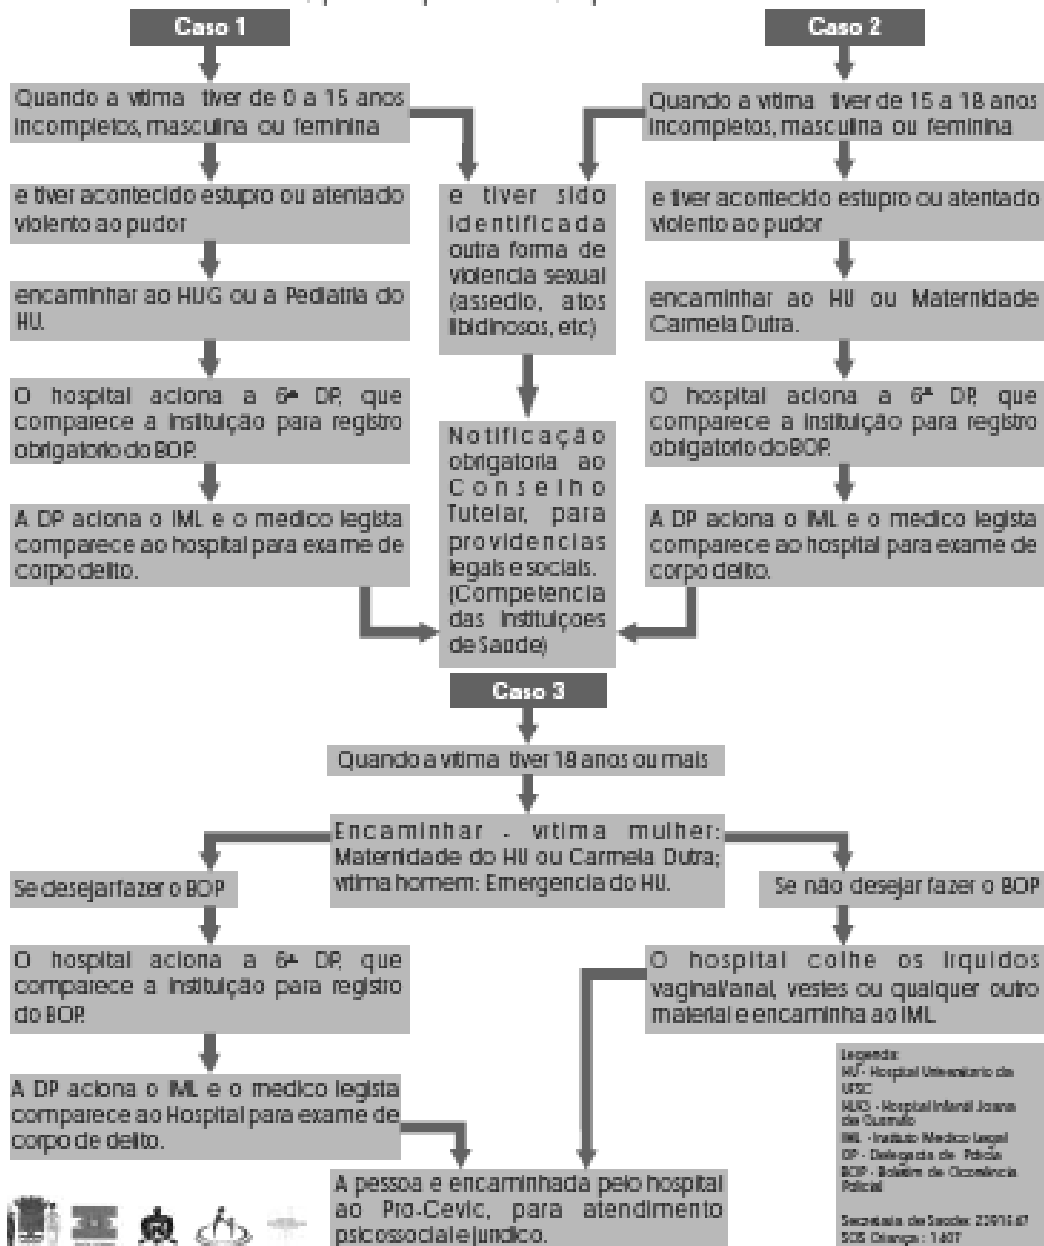 Caso 1
Quando a vitima tiver de 0 a 15 anos
incompletos, masculina ou feminina
e tiver acontecido estupro ou atentado
violento ao pudor
encaminhar ao HUG ou a Pediatria do
HU.
O hospital aciona a 6ª DP, que
comparece a instituição para registro
obrigatorio do BOP.
A DP aciona o IML e o medico legista
comparece ao hospital para exame de
corpo delito.
e tiver sido
identificada
outra forma de
violencia sexual
(assedio, atos
libidinosos, etc)
Notificação
obrigatoria ao
Conselho
Tutelar, para
providencias
legais e sociais.
(Competencia
das instituiçoes
de Saude)
Caso 2
Quando a vitima tiver de 15 a 18 anos
incompletos, masculina ou feminina
e tiver acontecido estupro ou atentado
violento ao pudor
encaminhar ao HU ou Maternidade
Carmela Dutra.
O hospital aciona a 6ª DP, que
comparece a instituição para registro
obligatorio do BOP.
A DP aciona o IML e o medico legista
comparece ao hospital para exame de
corpo delito.
Caso 3
Quando a vitima tiver 18 anos ou mais
Encaminhar - vitima mulher:
Maternidade do HU ou Carmela Dutra;
vitima homem: Emergencia do HU.
Se desejar fazer o BOP
O hospital aciona a 6ª DP, que
comparece a instituição para registro
do BOP.
A DP aciona o IML e o medico legista
comparece ao Hospital para exame de
corpo de delito.
Se não desejar fazer o BOP
O hospital colhe os liquidos
vaginal/anal, vestes ou qualquer outro
material e encaminha ao IML.
A pessoa e encaminhada pelo hospital
ao Pro-Cevic, para atendimento
psicossocial e juridico.
Legenda:
HU - Hospital Universitario da
UFSC
HUG - Hospital Infantil Joana
de Gusmão
IML - Instituto Medico Legal
DP - Delegacia de Policia
BOP - Boletim de Ocorrência
Policial
Secretaria de Saude:
SOS Criança : 1407